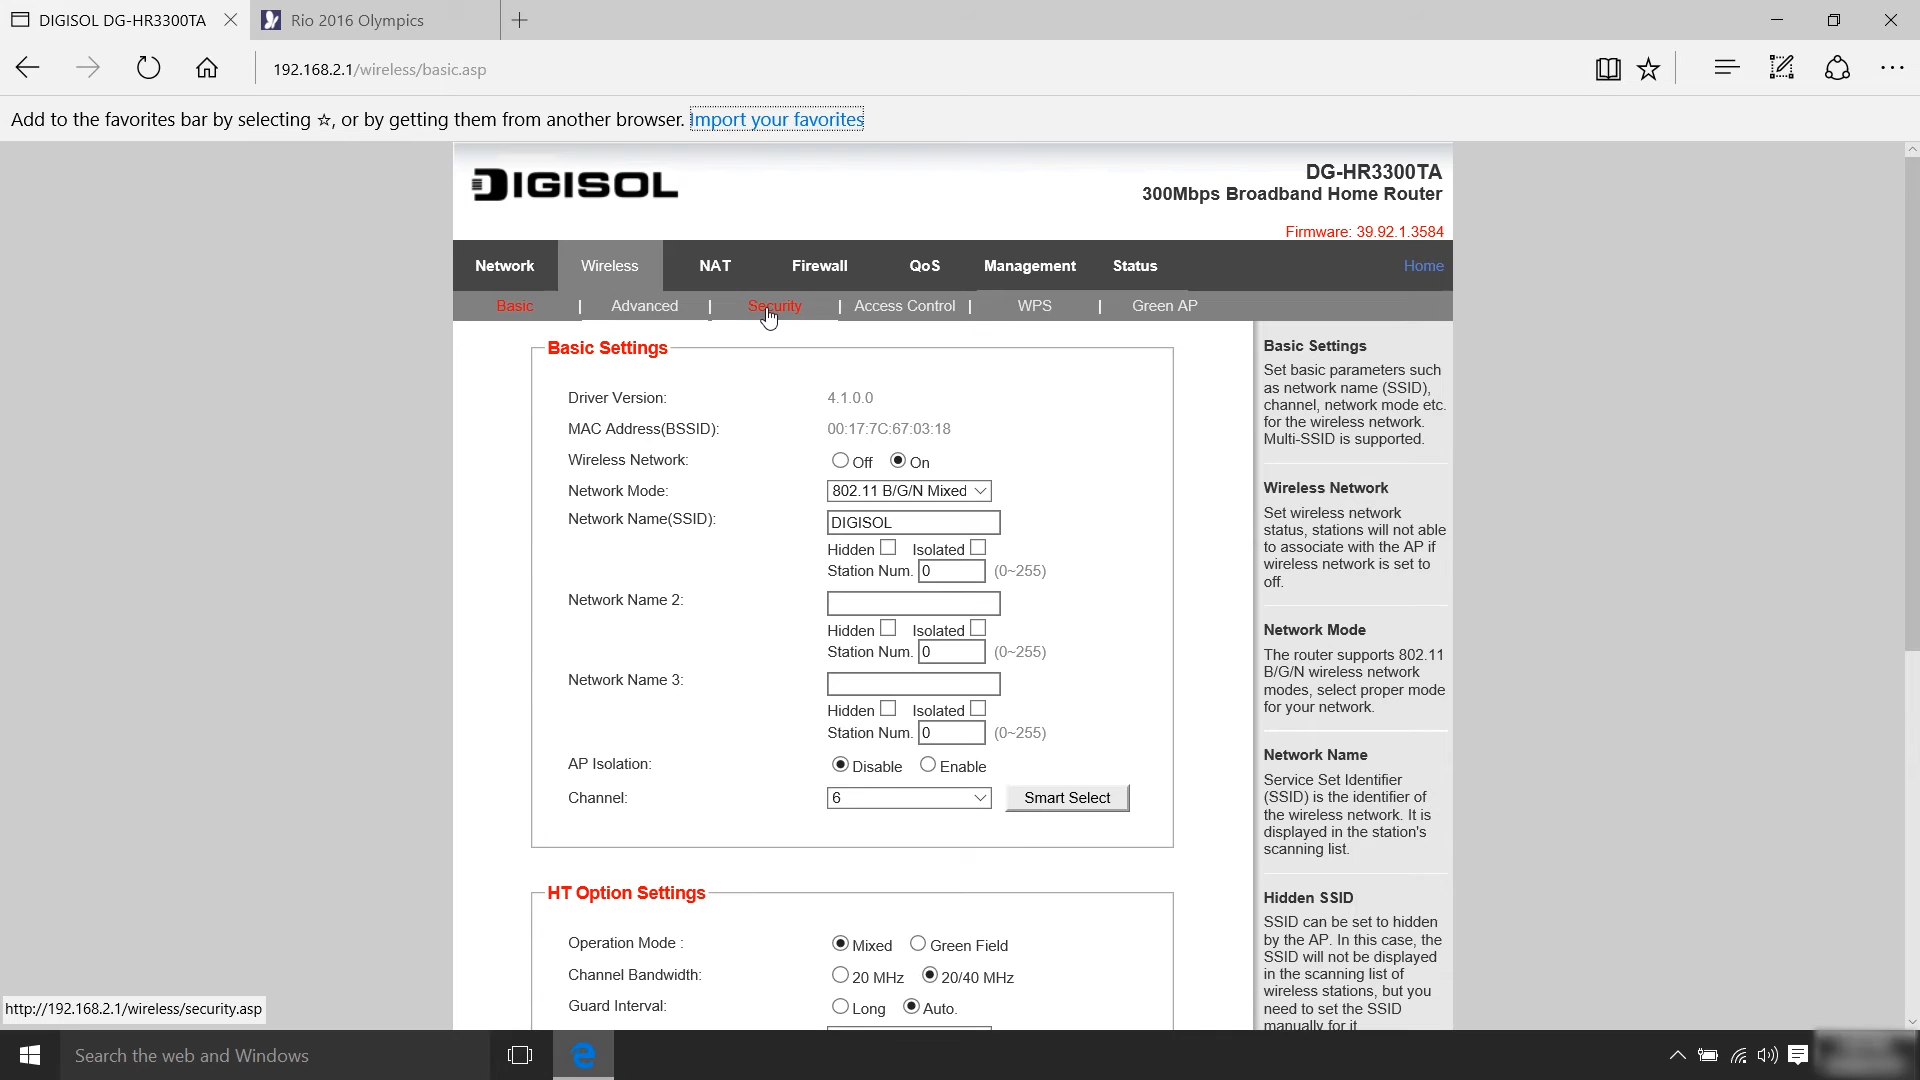 DIGISOL DG-HR3300TA
Rio 2016 Olympics
192.168.2.1/wireless/basic.asp
Add to the favorites bar by selecting ☆, or by getting them from another browser. Import your favorites
DIGISOL
DG-HR3300TA
300Mbps Broadband Home Router
Firmware: 39.92.1.3584
Network Wireless NAT Firewall QoS Management Status Home
Basic | Advanced | Security | Access Control | WPS | Green AP
Basic Settings
Driver Version: 4.1.0.0
MAC Address(BSSID): 00:17:7C:67:03:18
Wireless Network: Off On
Network Mode: 802.11 B/G/N Mixed
Network Name(SSID): DIGISOL
Hidden Isolated
Station Num. 0 (0~255)
Network Name 2:
Hidden Isolated
Station Num. 0 (0~255)
Network Name 3:
Hidden Isolated
Station Num. 0 (0~255)
AP Isolation: Disable Enable
Channel: 6 Smart Select
HT Option Settings
Operation Mode : Mixed Green Field
Channel Bandwidth: 20 MHz 20/40 MHz
Guard Interval: Long Auto.
Basic Settings
Set basic parameters such
as network name (SSID),
channel, network mode etc.
for the wireless network.
Multi-SSID is supported.
Wireless Network
Set wireless network
status, stations will not able
to associate with the AP if
wireless network is set to
off.
Network Mode
The router supports 802.11
B/G/N wireless network
modes, select proper mode
for your network.
Network Name
Service Set Identifier
(SSID) is the identifier of
the wireless network. It is
displayed in the station's
scanning list.
Hidden SSID
SSID can be set to hidden
by the AP. In this case, the
SSID will not be displayed
in the scanning list of
wireless stations, but you
need to set the SSID
manually for it
http://192.168.2.1/wireless/security.asp
Search the web and Windows